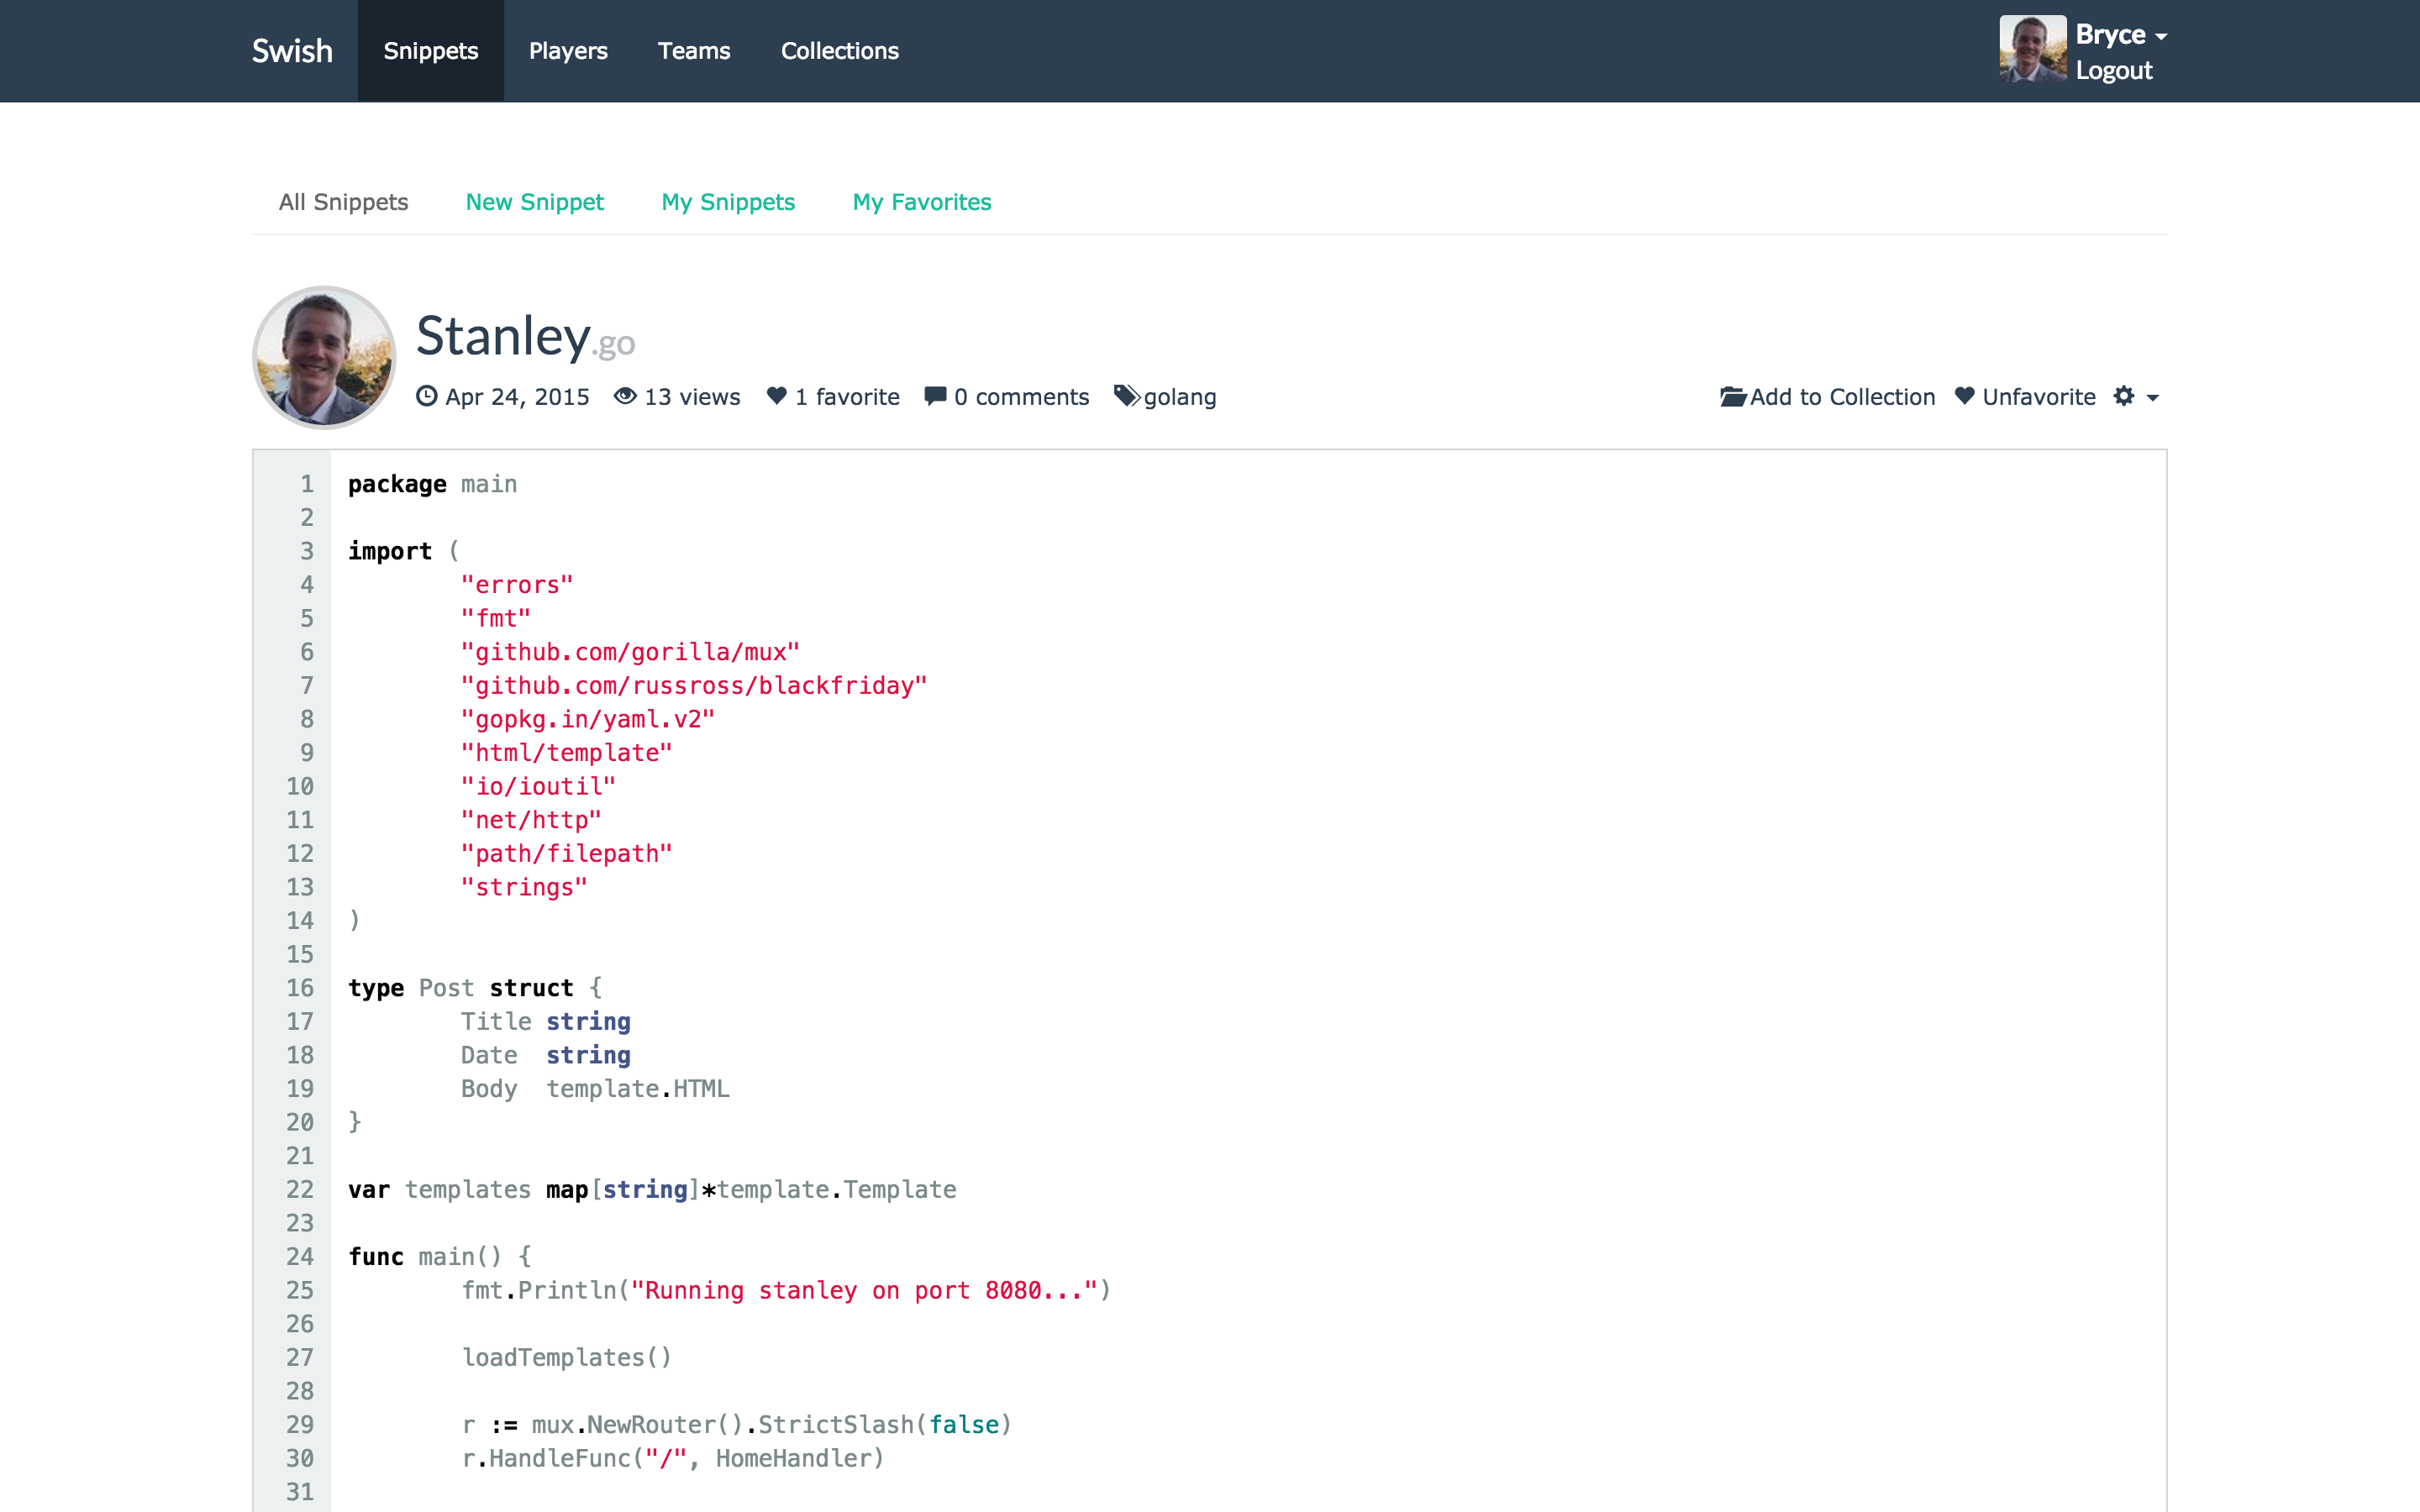 Swish Snippets Players Teams Collections Bryce
Logout
All Snippets New Snippet My Snippets My Favorites
Stanley.go
Apr 24, 2015 13 views 1 favorite 0 comments golang Add to Collection Unfavorite
1 package main
2
3 import (
4         "errors"
5         "fmt"
6         "github.com/gorilla/mux"
7         "github.com/russross/blackfriday"
8         "gopkg.in/yaml.v2"
9         "html/template"
10         "io/ioutil"
11         "net/http"
12         "path/filepath"
13         "strings"
14 )
15
16 type Post struct {
17         Title string
18         Date  string
19         Body  template.HTML
20 }
21
22 var templates map[string]*template.Template
23
24 func main() {
25         fmt.Println("Running stanley on port 8080...")
26
27         loadTemplates()
28
29         r := mux.NewRouter().StrictSlash(false)
30         r.HandleFunc("/", HomeHandler)
31